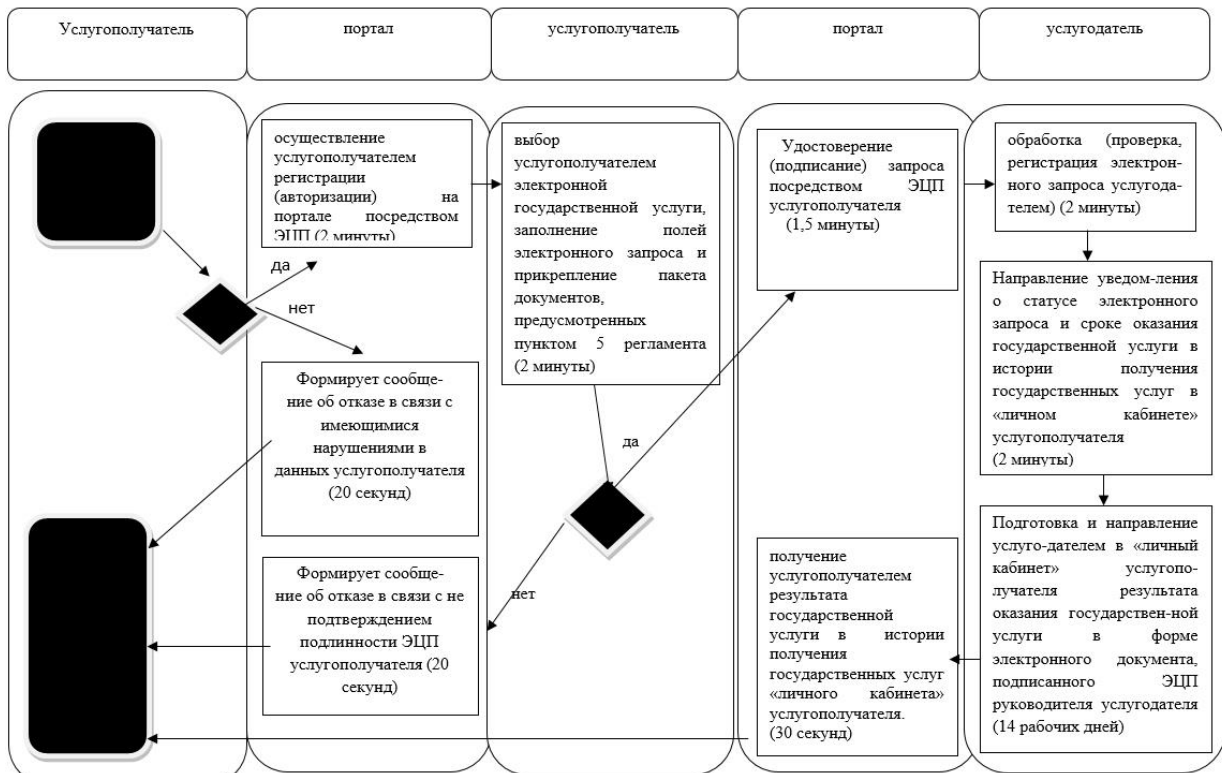 Услугополучатель
портал
услугополучатель
портал
услугодатель
осуществление
услугополучателем
регистрации
(авторизации) на
портале посредством
ЭЦП (2 минуты)
да
нет
Формирует сообще-
ние об отказе в связи с
имеющимися
нарушениями в
данных услугополучателя
(20 секунд)
Формирует сообще-
ние об отказе в связи с не
подтверждением
подлинности ЭЦП
услугополучателя (20
секунд)
выбор
услугополучателем
электронной
государственной услуги,
заполнение полей
электронного запроса и
прикрепление пакета
документов,
предусмотренных
пунктом 5 регламента
(2 минуты)
да
нет
Удостоверение
(подписание) запроса
посредством ЭЦП
услугополучателя
(1,5 минуты)
получение
услугополучателем
результата
государственной
услуги в истории
получения
государственных услуг
«личного кабинета»
услугополучателя.
(30 секунд)
обработка (проверка,
регистрация электрон-
ного запроса услугода-
телем) (2 минуты)
Направление уведом-ления
о статусе электронного
запроса и сроке оказания
государственной услуги в
истории получения
государственных услуг в
«личном кабинете»
услугополучателя
(2 минуты)
Подготовка и направление
услуго-дателем в «личный
кабинет» услугопо-
лучателя результата
оказания государствен-ной
услуги в форме
электронного документа,
подписанного ЭЦП
руководителя услугодателя
(14 рабочих дней)